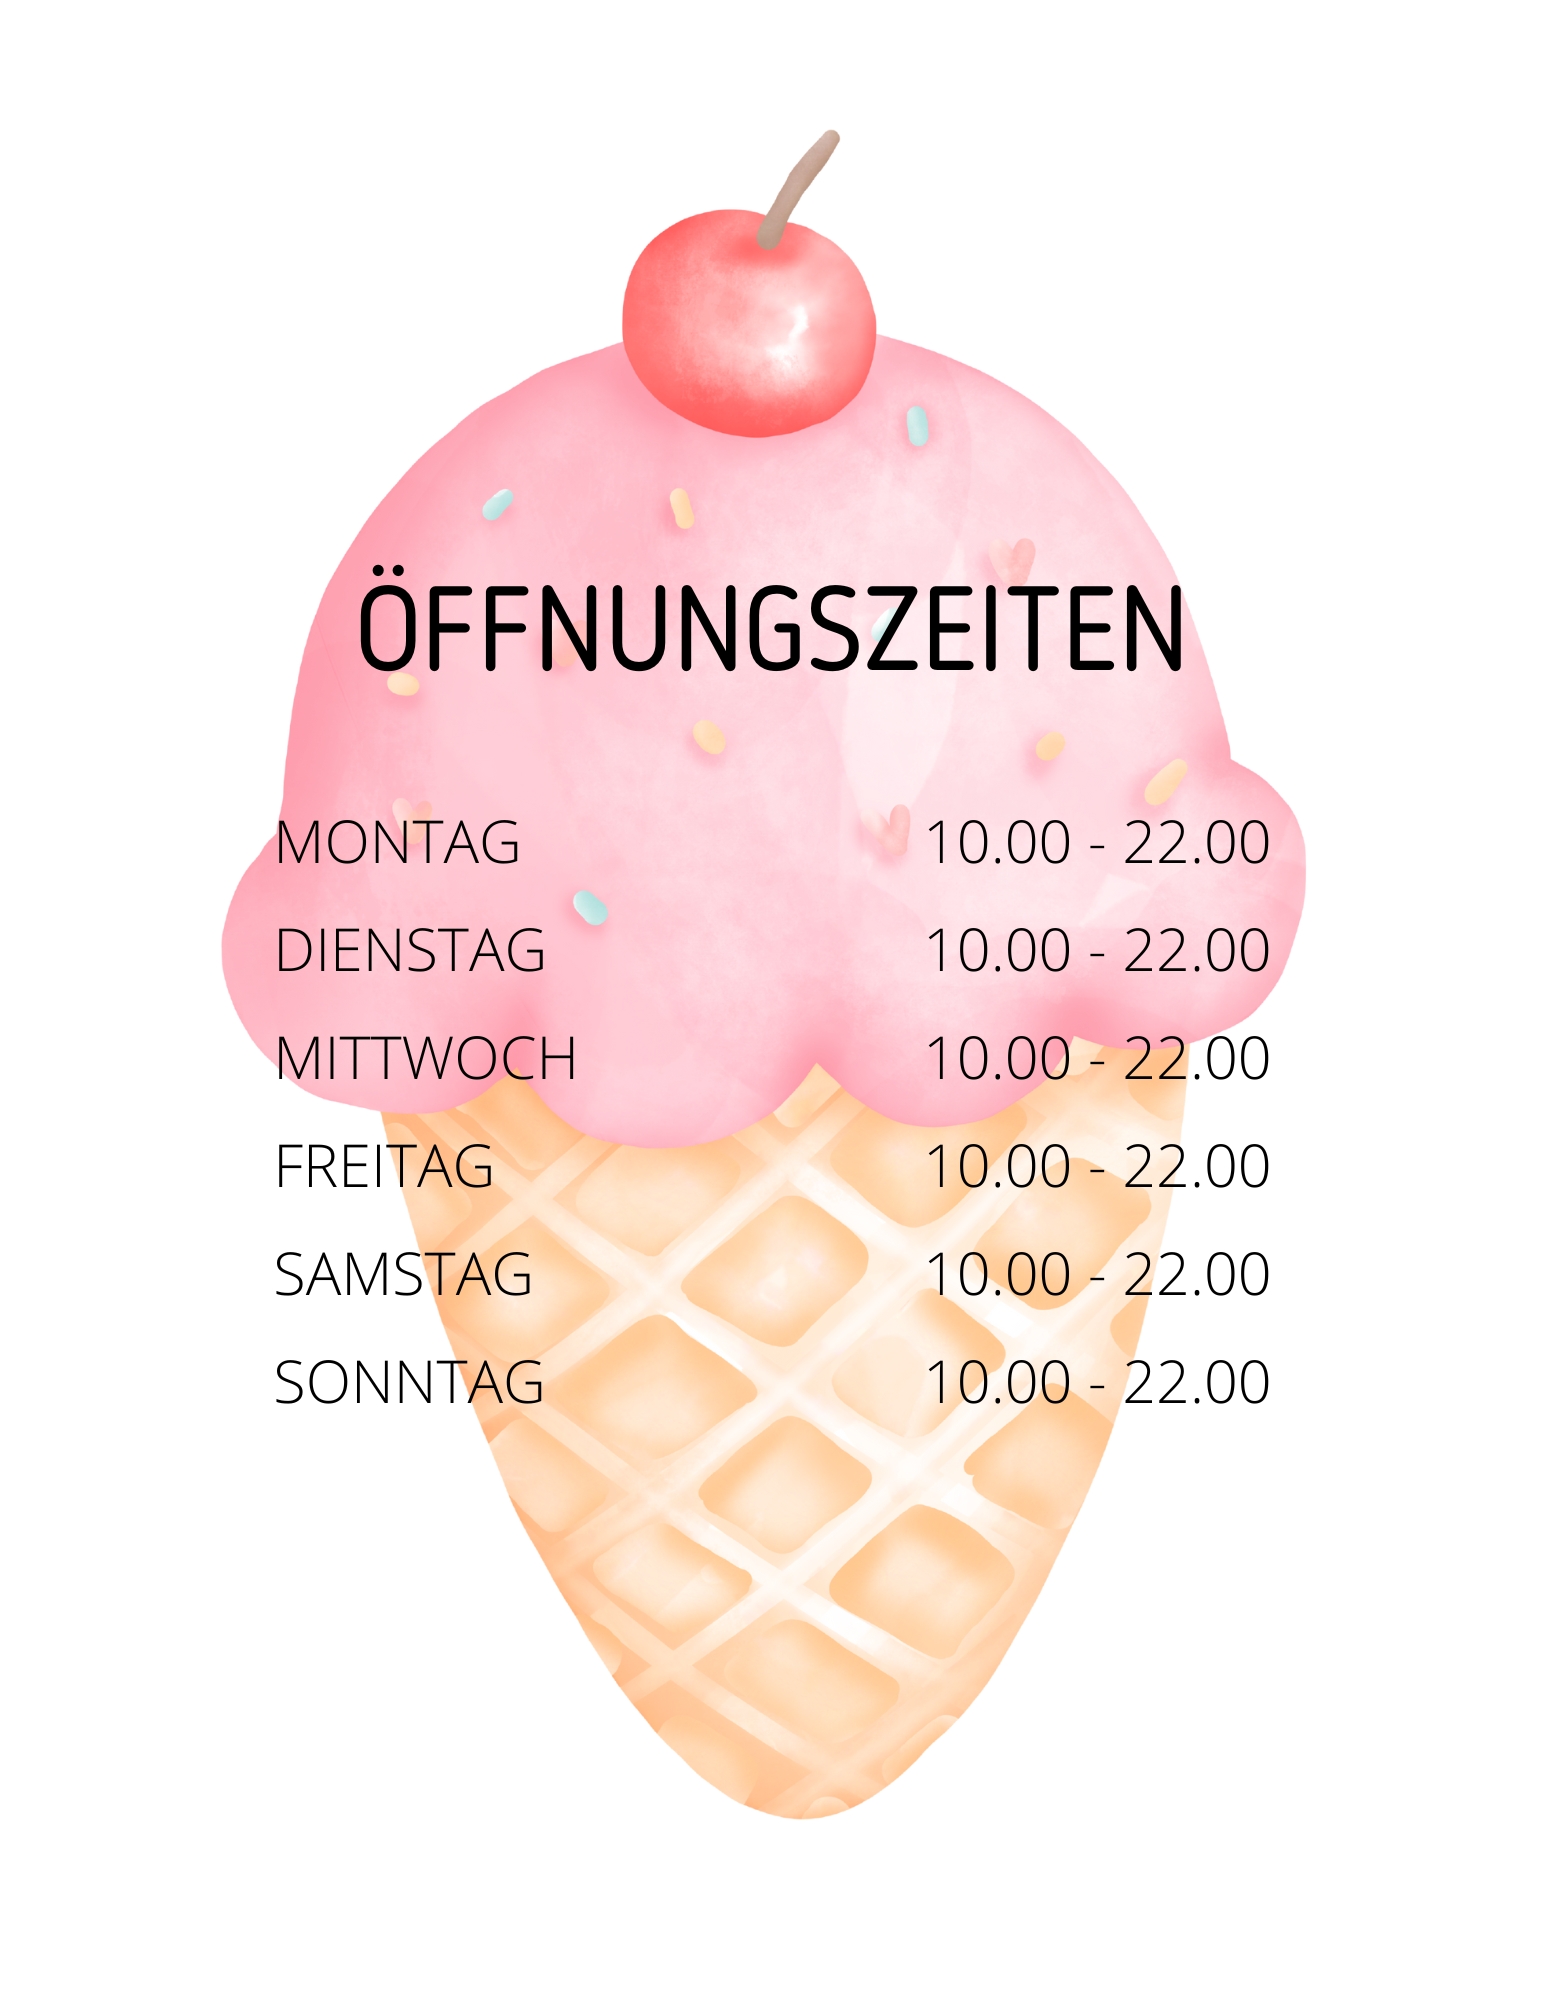 ÖFFNUNGSZEITEN
MONTAG 10.00 - 22.00
DIENSTAG 10.00 - 22.00
MITTWOCH 10.00 - 22.00
FREITAG 10.00 - 22.00
SAMSTAG 10.00 - 22.00
SONNTAG 10.00 - 22.00